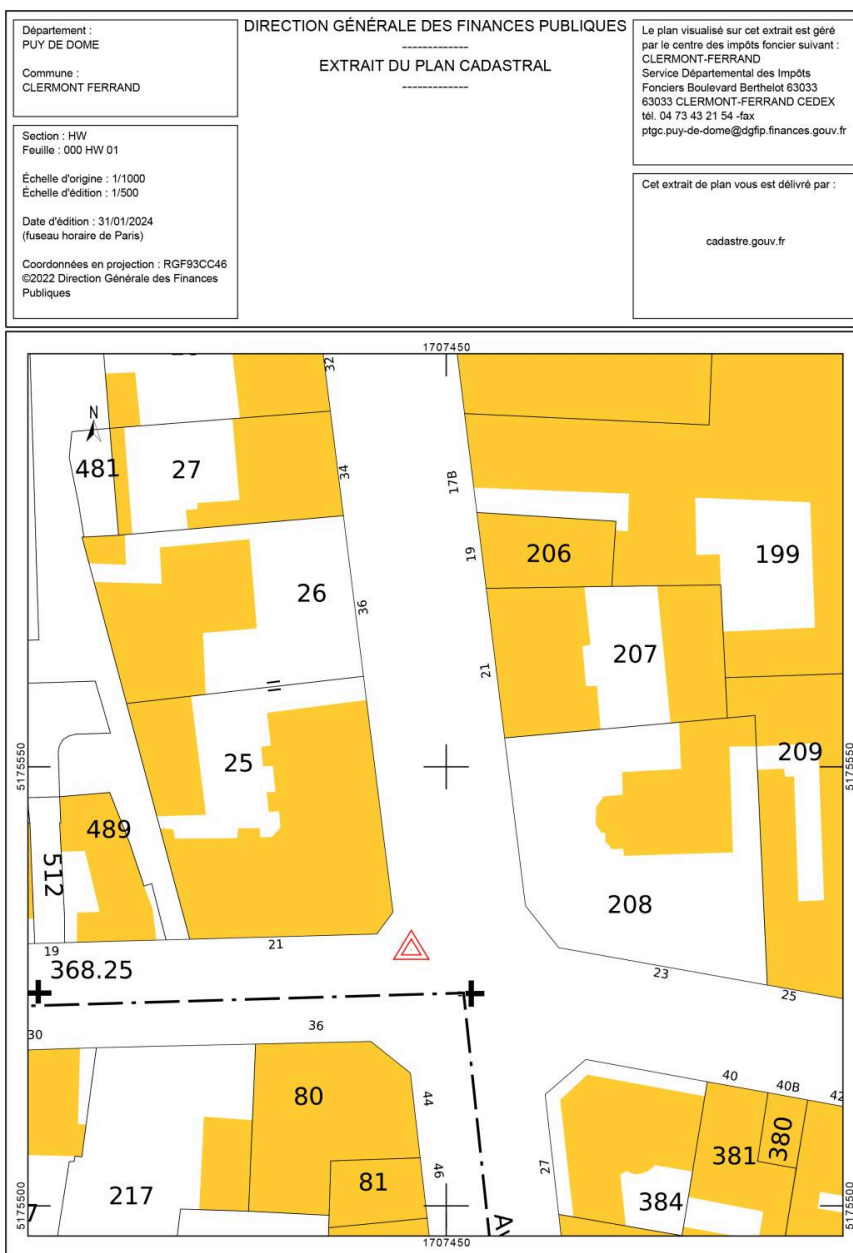 Département :
PUY DE DOME
Commune :
CLERMONT FERRAND
Section : HW
Feuille : 000 HW 01
Échelle d'origine : 1/1000
Échelle d'édition : 1/500
Date d'édition : 31/01/2024
(fuseau horaire de Paris)
Coordonnées en projection : RGF93CC46
©2022 Direction Générale des Finances
Publiques
DIRECTION GÉNÉRALE DES FINANCES PUBLIQUES
-------------
EXTRAIT DU PLAN CADASTRAL
-------------
Le plan visualisé sur cet extrait est géré
par le centre des impôts foncier suivant :
CLERMONT-FERRAND
Service Départemental des Impôts
Fonciers Boulevard Berthelot 63033
63033 CLERMONT-FERRAND CEDEX
tél. 04 73 43 21 54 -fax
ptgc.puy-de-dome@dgfip.finances.gouv.fr
Cet extrait de plan vous est délivré par :
cadastre.gouv.fr
1707450
32
N
481
27
34
17B
19
206
199
26
36
21
207
5175550
25
209
5175550
489
512
208
19
21
23
368.25
25
30
36
80
44
40
40B
42
27
381
380
81
46
217
384
5175500
7
Av
5175500
1707450